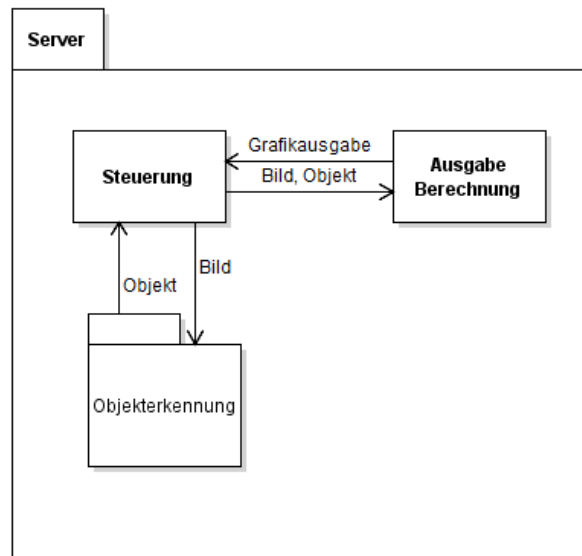 Server
Steuerung
Grafikausgabe
Bild, Objekt
Ausgabe
Berechnung
Objekt
Bild
Objekterkennung